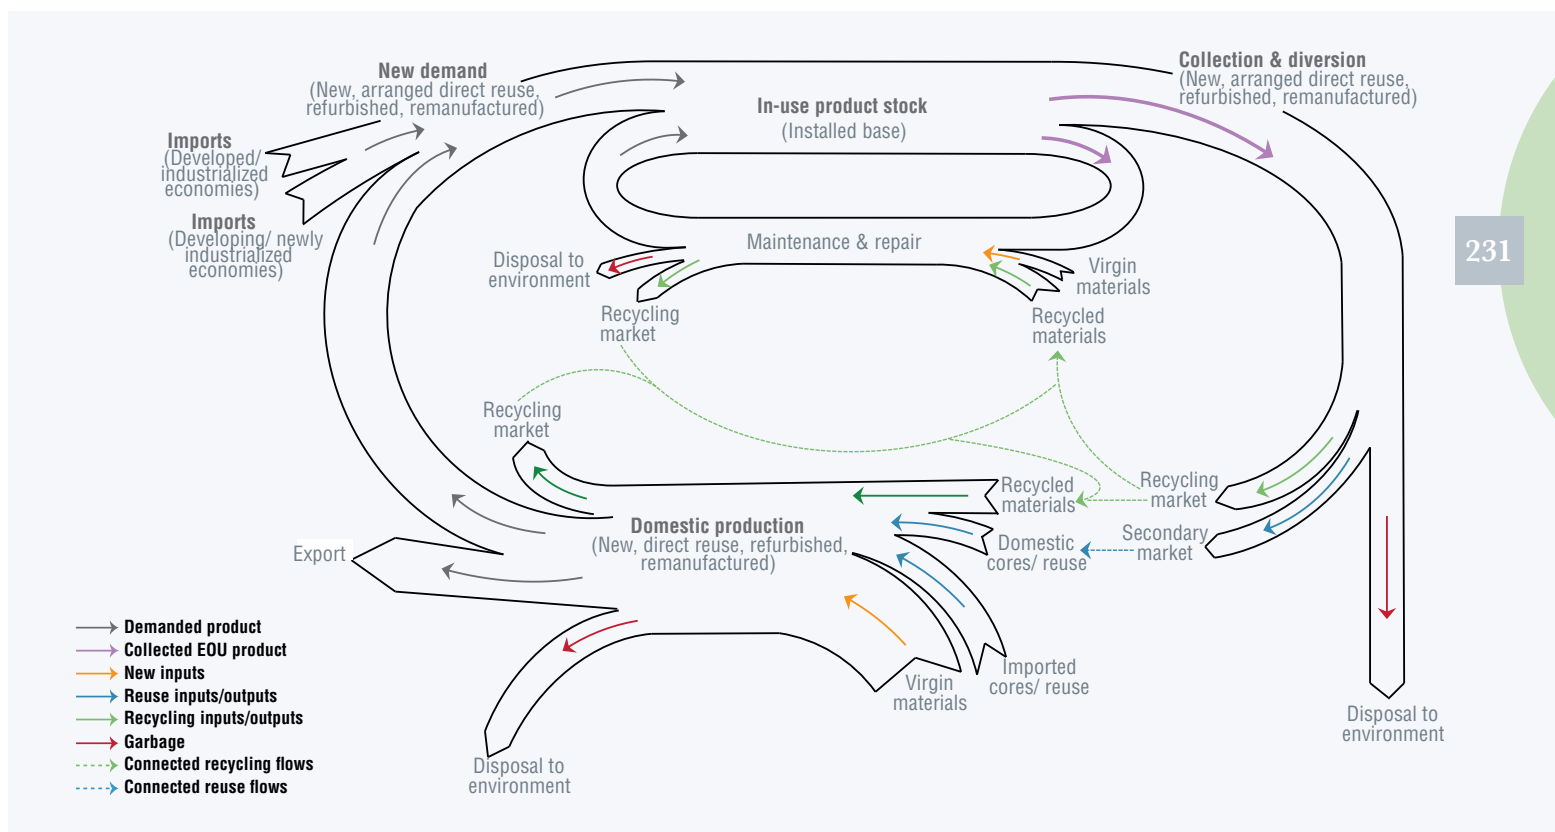 New demand
(New, arranged direct reuse,
refurbished, remanufactured)
Collection & diversion
(New, arranged direct reuse,
refurbished, remanufactured)
In-use product stock
(Installed base)
Imports
(Developed/
industrialized
economies)
Imports
(Developing/ newly
industrialized
economies)
231
Maintenance & repair
Disposal to
environment
Virgin
materials
Recycling
market
Recycled
materials
Recycling
market
Recycled
materials
Recycling
market
Domestic production
(New, direct reuse, refurbished,
remanufactured)
Domestic
cores/ reuse
Secondary
market
Export
Imported
cores/ reuse
Virgin
materials
Disposal to
environment
Disposal to
environment
Demanded product
Collected EOU product
New inputs
Reuse inputs/outputs
Recycling inputs/outputs
Garbage
Connected recycling flows
Connected reuse flows